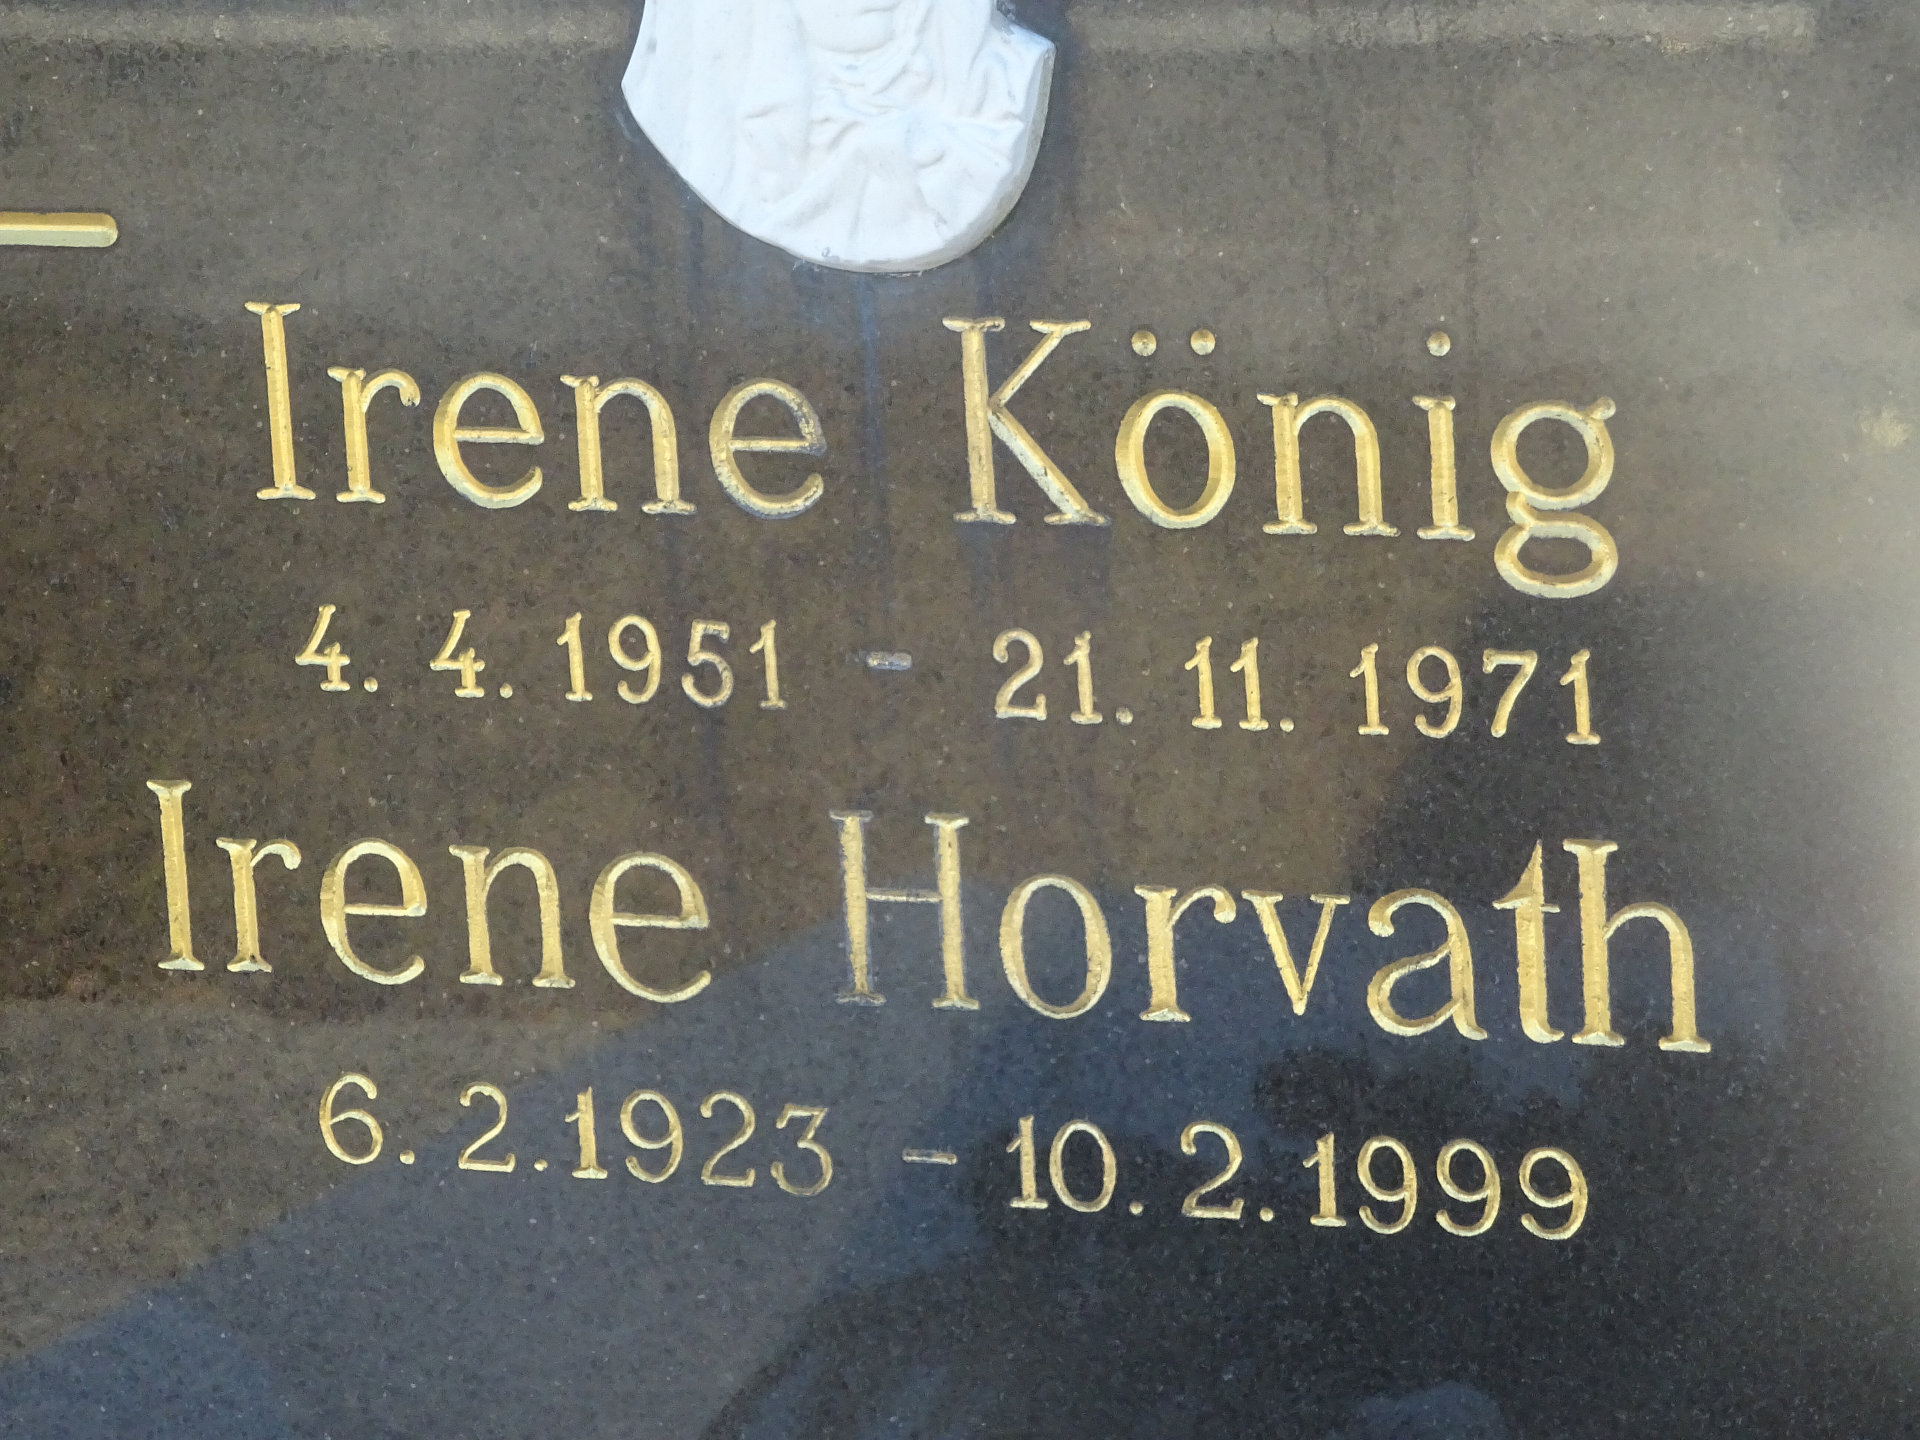 Irene König
4. 4. 1951 - 21. 11. 1971
Irene Horvath
6. 2. 1923 - 10. 2. 1999